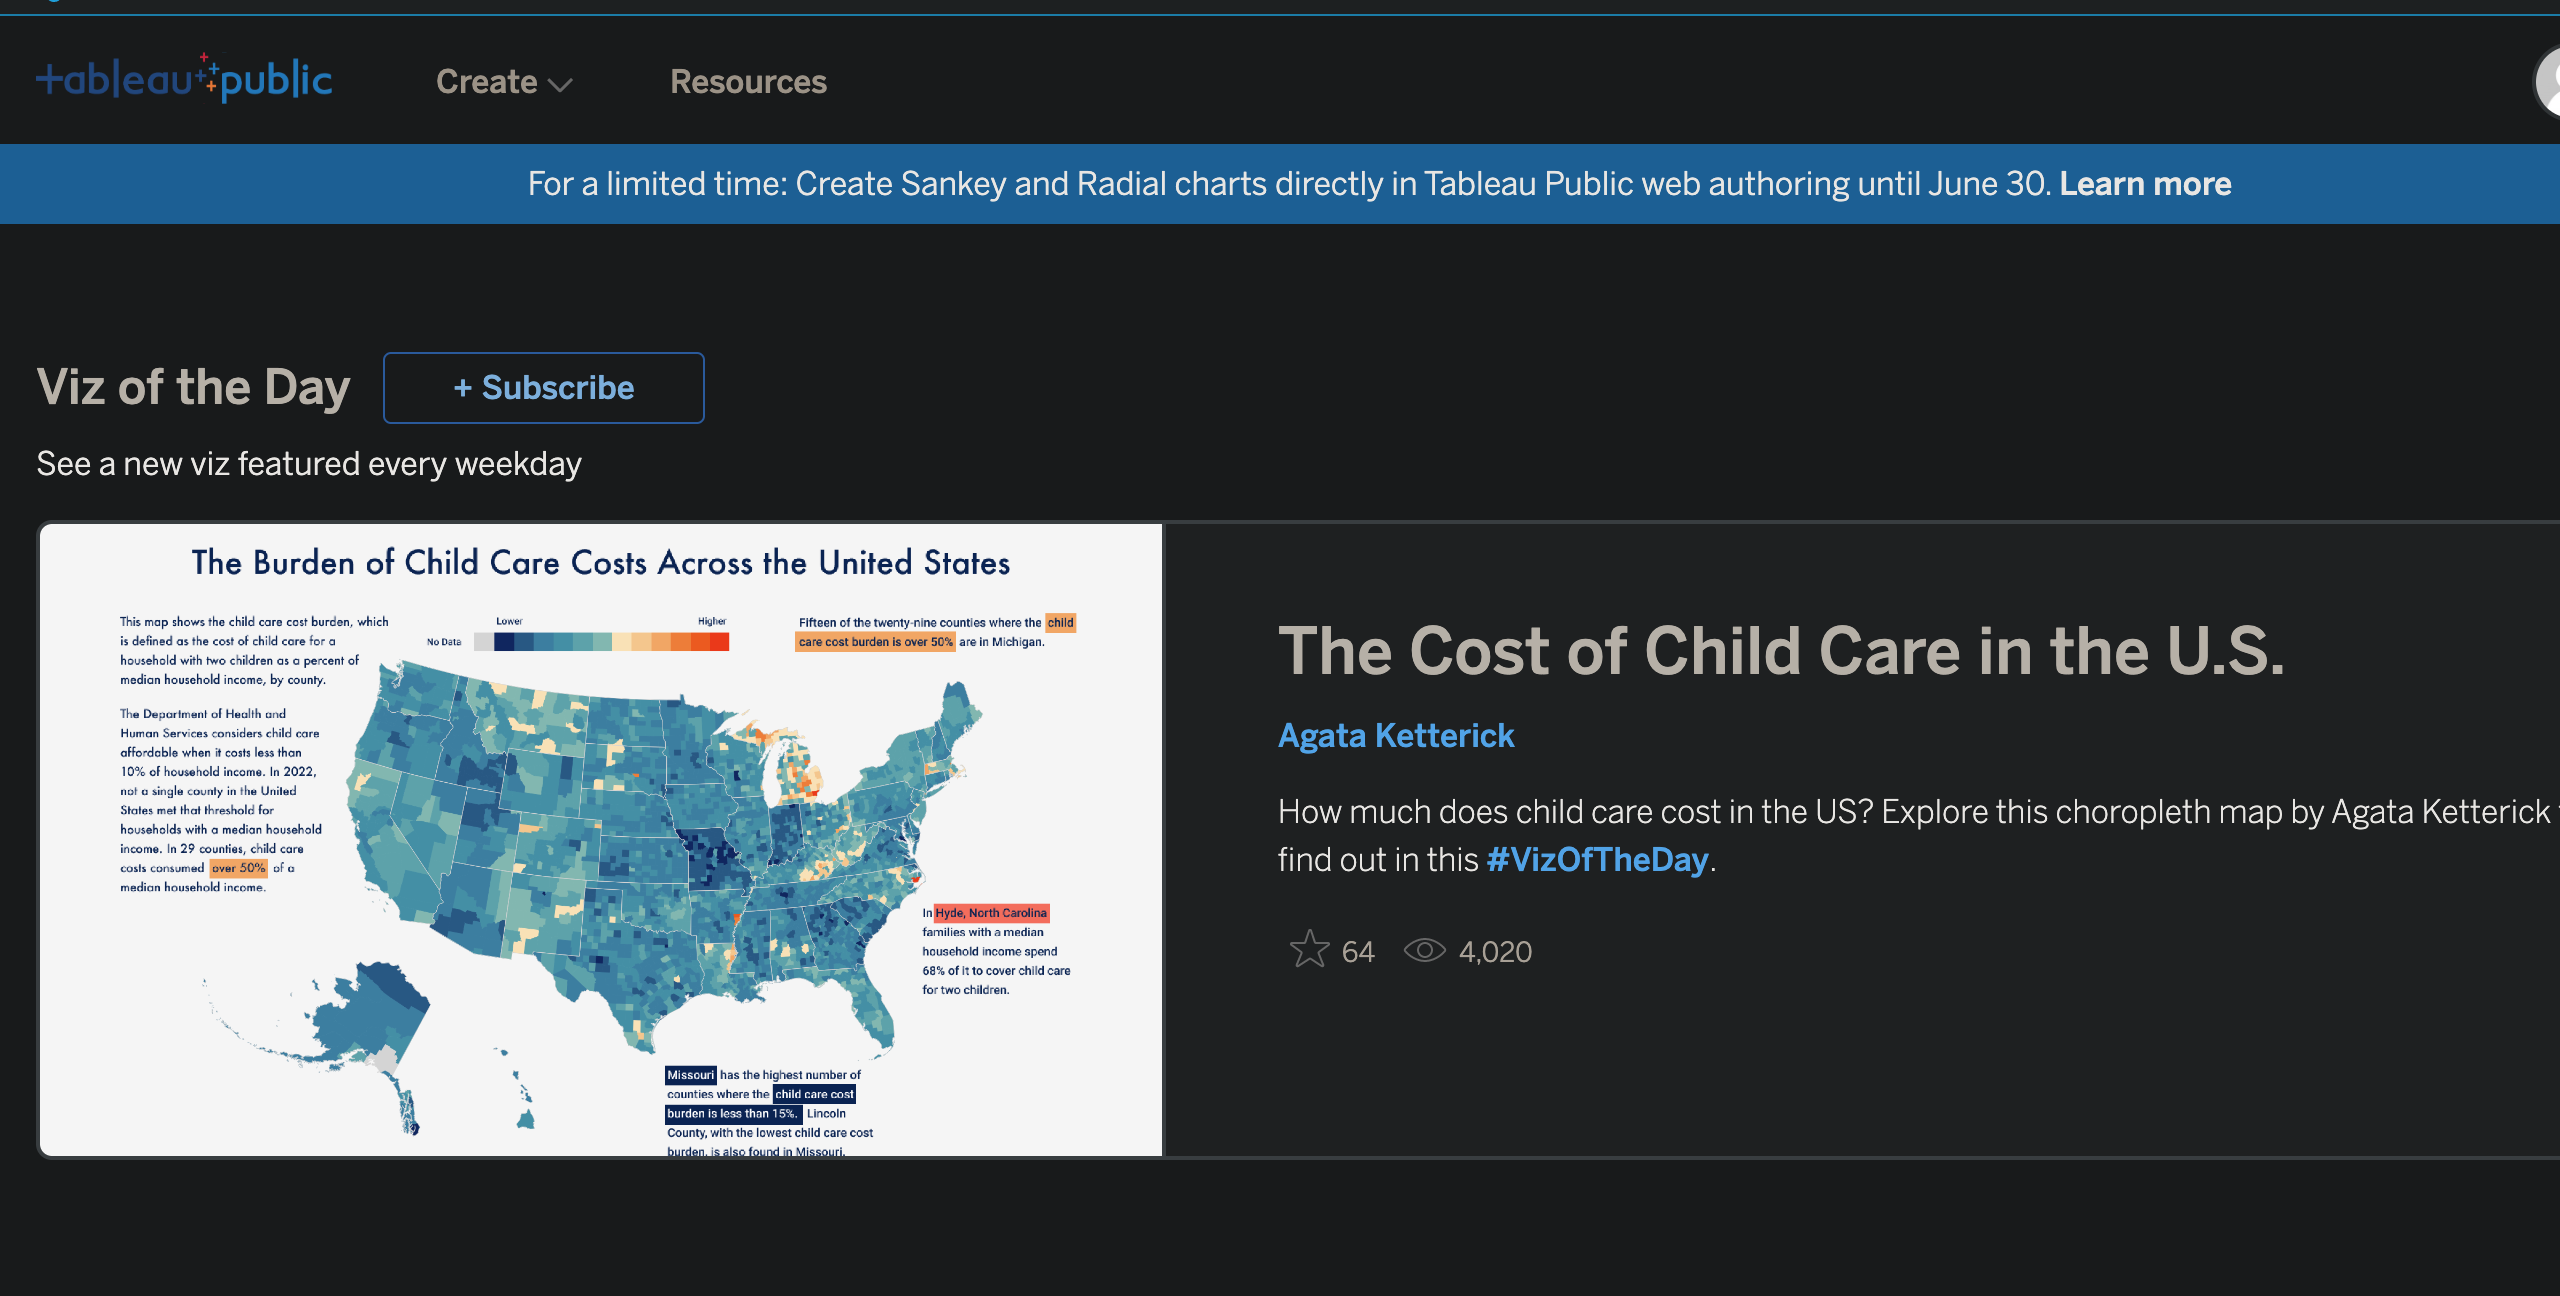 tableau public
Create
Resources
For a limited time: Create Sankey and Radial charts directly in Tableau Public web authoring until June 30. Learn more
Viz of the Day
+ Subscribe
See a new viz featured every weekday
The Burden of Child Care Costs Across the United States
This map shows the child care cost burden, which
is defined as the cost of child care for a
household with two children as a percent of
median household income, by county.
The Department of Health and
Human Services considers child care
affordable when it costs less than
10% of household income. In 2022,
not a single county in the United
States met that threshold for
households with a median household
income. In 29 counties, child care
costs consumed over 50% of a
median household income.
No Data
Lower
Higher
Fifteen of the twenty-nine counties where the child
care cost burden is over 50% are in Michigan.
In Hyde, North Carolina
families with a median
household income spend
68% of it to cover child care
for two children.
Missouri has the highest number of
counties where the child care cost
burden is less than 15%. Lincoln
County, with the lowest child care cost
burden, is also found in Missouri.
The Cost of Child Care in the U.S.
Agata Ketterick
How much does child care cost in the US? Explore this choropleth map by Agata Ketterick
find out in this #VizOfTheDay.
64
4,020